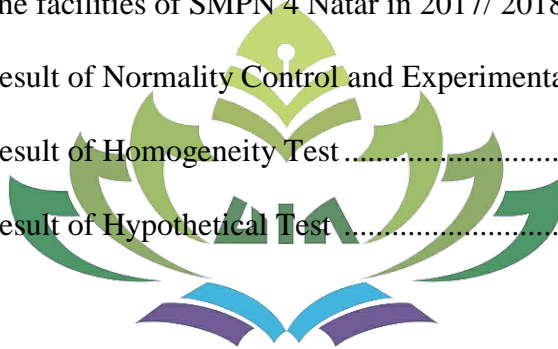 he facilities of SMPN 4 Natar in 2017/ 2018
esult of Normality Control and Experimenta
esult of Homogeneity Test ..........................
esult of Hypothetical Test ..........................